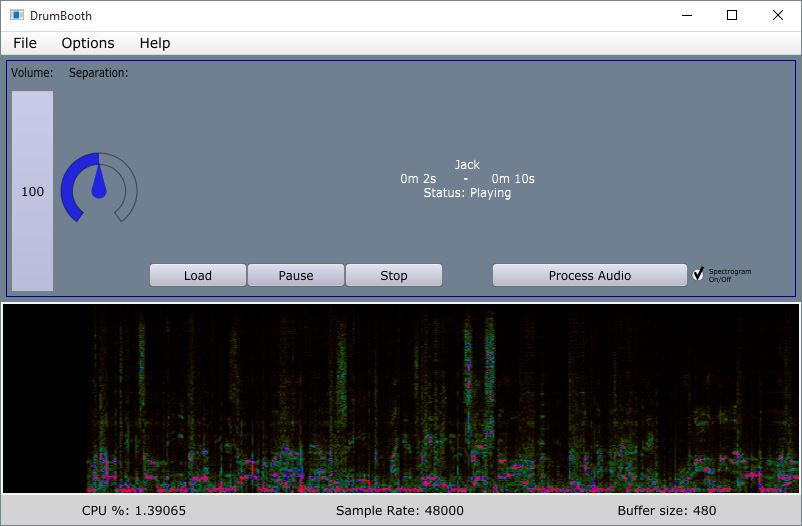 DrumBooth
File Options Help
Volume: Separation:
100
Jack
0m 2s - 0m 10s
Status: Playing
Load Pause Stop Process Audio Spectrogram
On/Off
CPU %: 1.39065 Sample Rate: 48000 Buffer size: 480